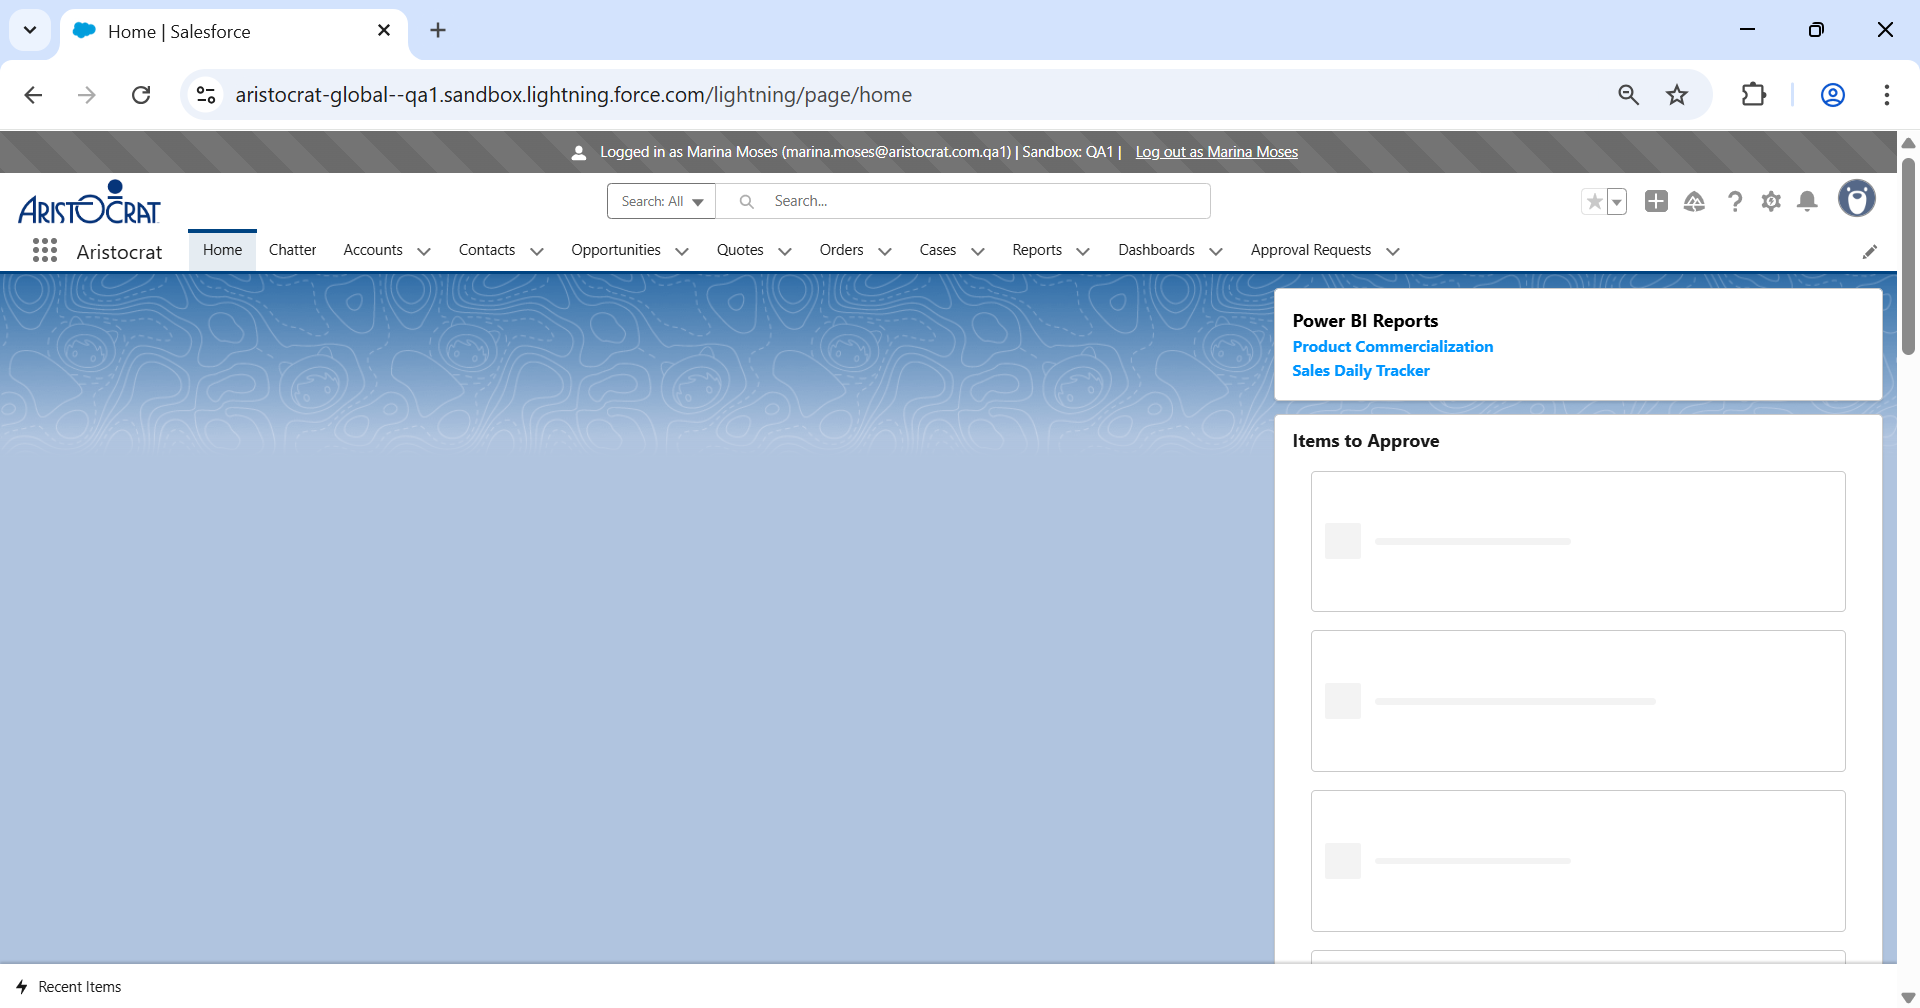 Home | Salesforce
aristocrat-global--qa1.sandbox.lightning.force.com/lightning/page/home
Logged in as Marina Moses (marina.moses@aristocrat.com.qa1) | Sandbox: QA1 | Log out as Marina Moses
ARISTOCRAT
Search: All
Search...
Aristocrat
Home
Chatter
Accounts
Contacts
Opportunities
Quotes
Orders
Cases
Reports
Dashboards
Approval Requests
Power BI Reports
Product Commercialization
Sales Daily Tracker
Items to Approve
Recent Items